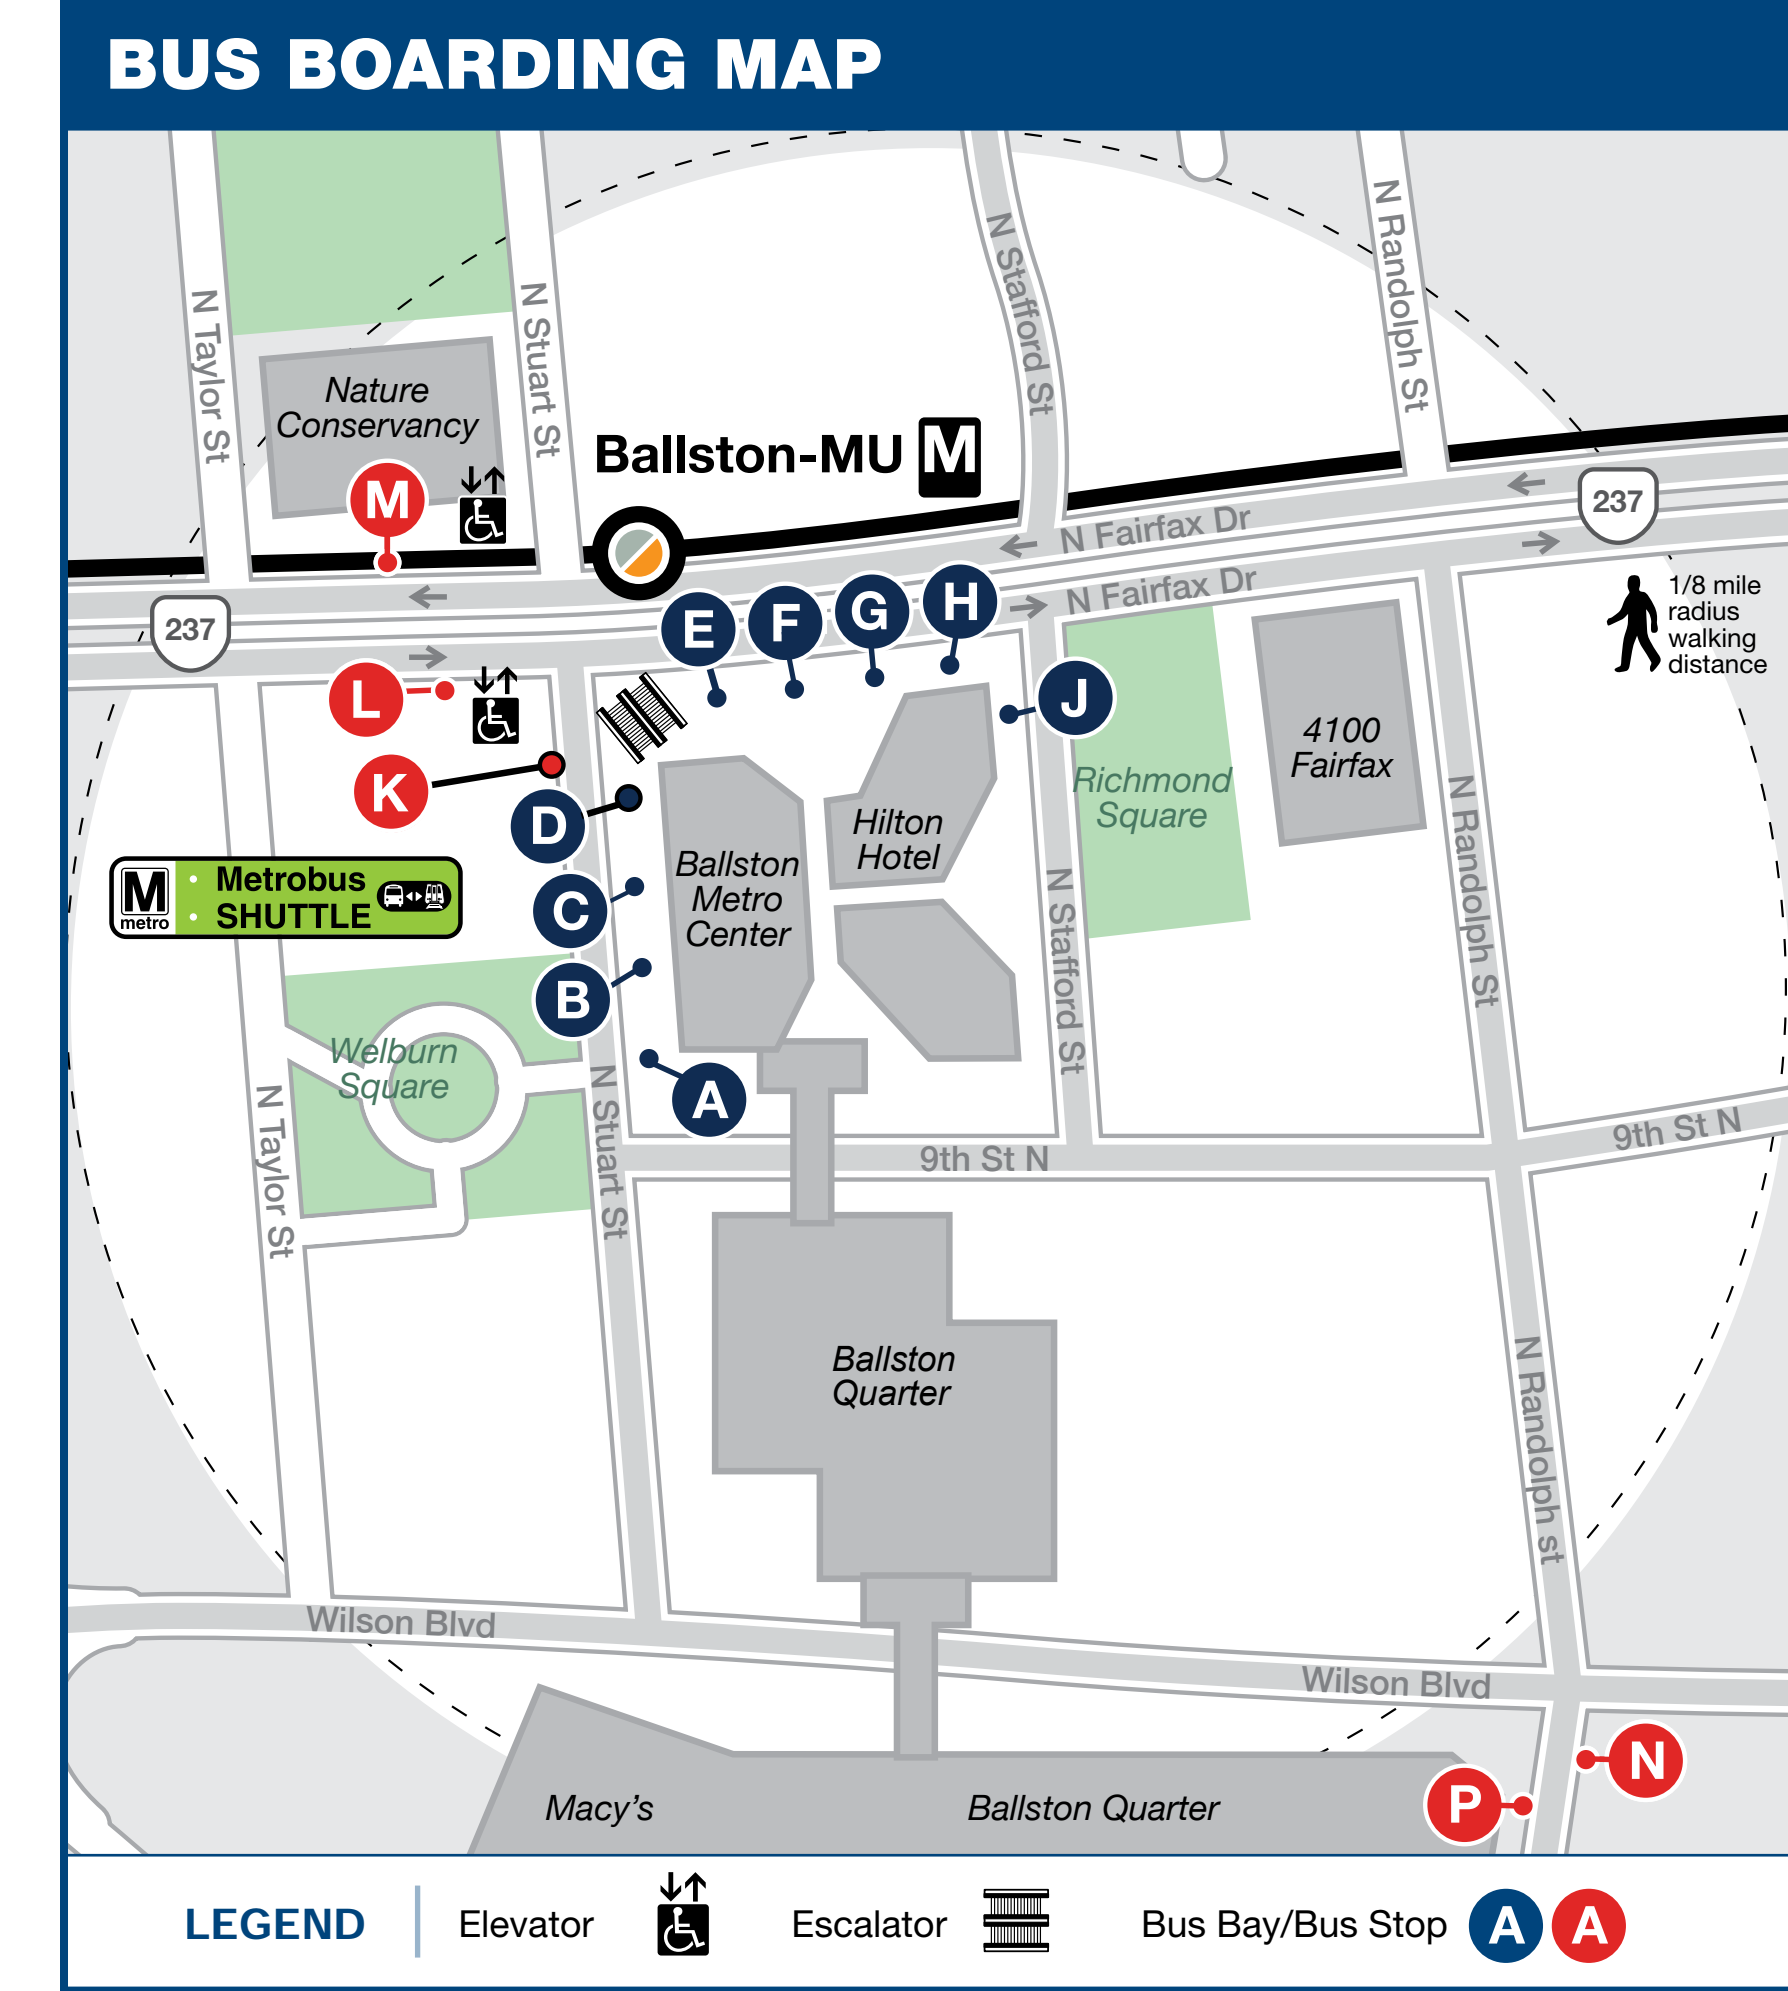 BUS BOARDING MAP
N Taylor St
N Stuart St
N Stafford St
N Randolph St
Nature
Conservancy
Ballston-MU M
M
N Fairfax Dr
237
237
N Fairfax Dr
1/8 mile
radius
walking
distance
E
F
G
H
L
J
K
D
4100
Fairfax
Richmond
Square
Hilton
Hotel
Ballston
Metro
Center
M
metro
Metrobus
SHUTTLE
C
B
A
N Stafford St
N Randolph St
Welburn
Square
N Taylor St
N Stuart St
9th St N
9th St N
Ballston
Quarter
N Randolph st
Wilson Blvd
Wilson Blvd
N
P
Macy's
Ballston Quarter
LEGEND
Elevator
Escalator
Bus Bay/Bus Stop
A
A